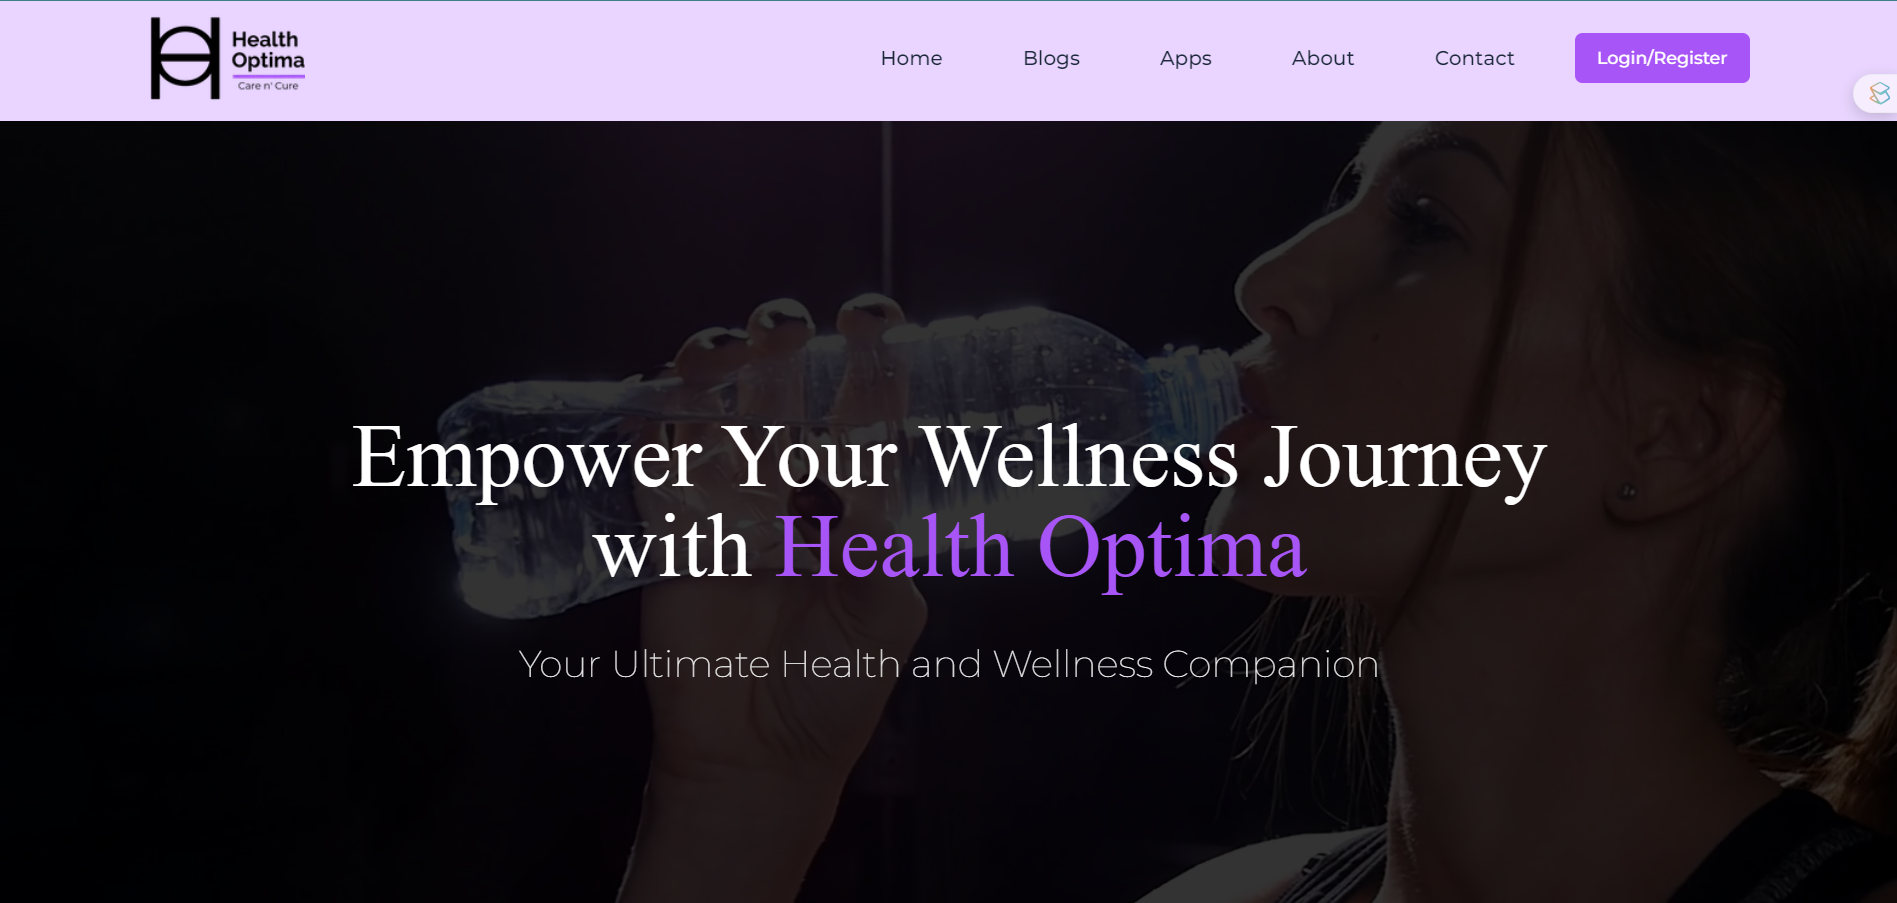 Health
Optima
Care n' Cure
Home
Blogs
Apps
About
Contact
Login/Register
Empower Your Wellness Journey
with Health Optima
Your Ultimate Health and Wellness Companion